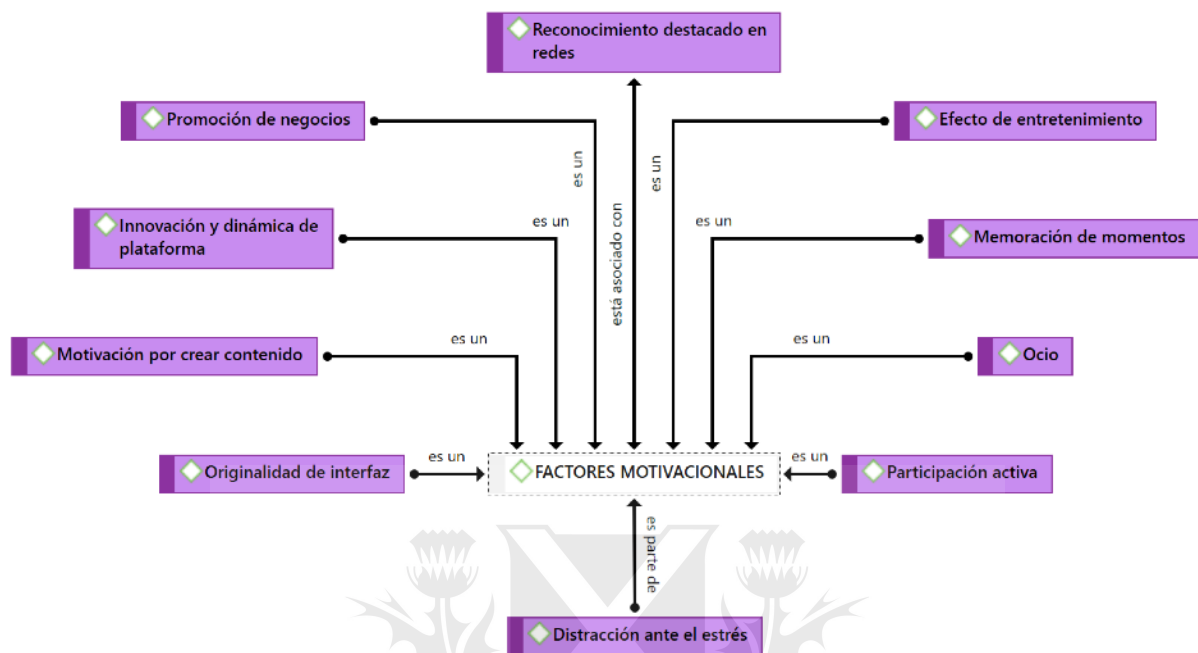 Reconocimiento destacado en
redes
Promoción de negocios
Efecto de entretenimiento
es un
es un
está asociado con
Innovación y dinámica de
plataforma
es un
es un
Memoración de momentos
Motivación por crear contenido
es un
es un
Ocio
Originalidad de interfaz
es un
FACTORES MOTIVACIONALES
es un
Participación activa
es parte de
Distracción ante el estrés